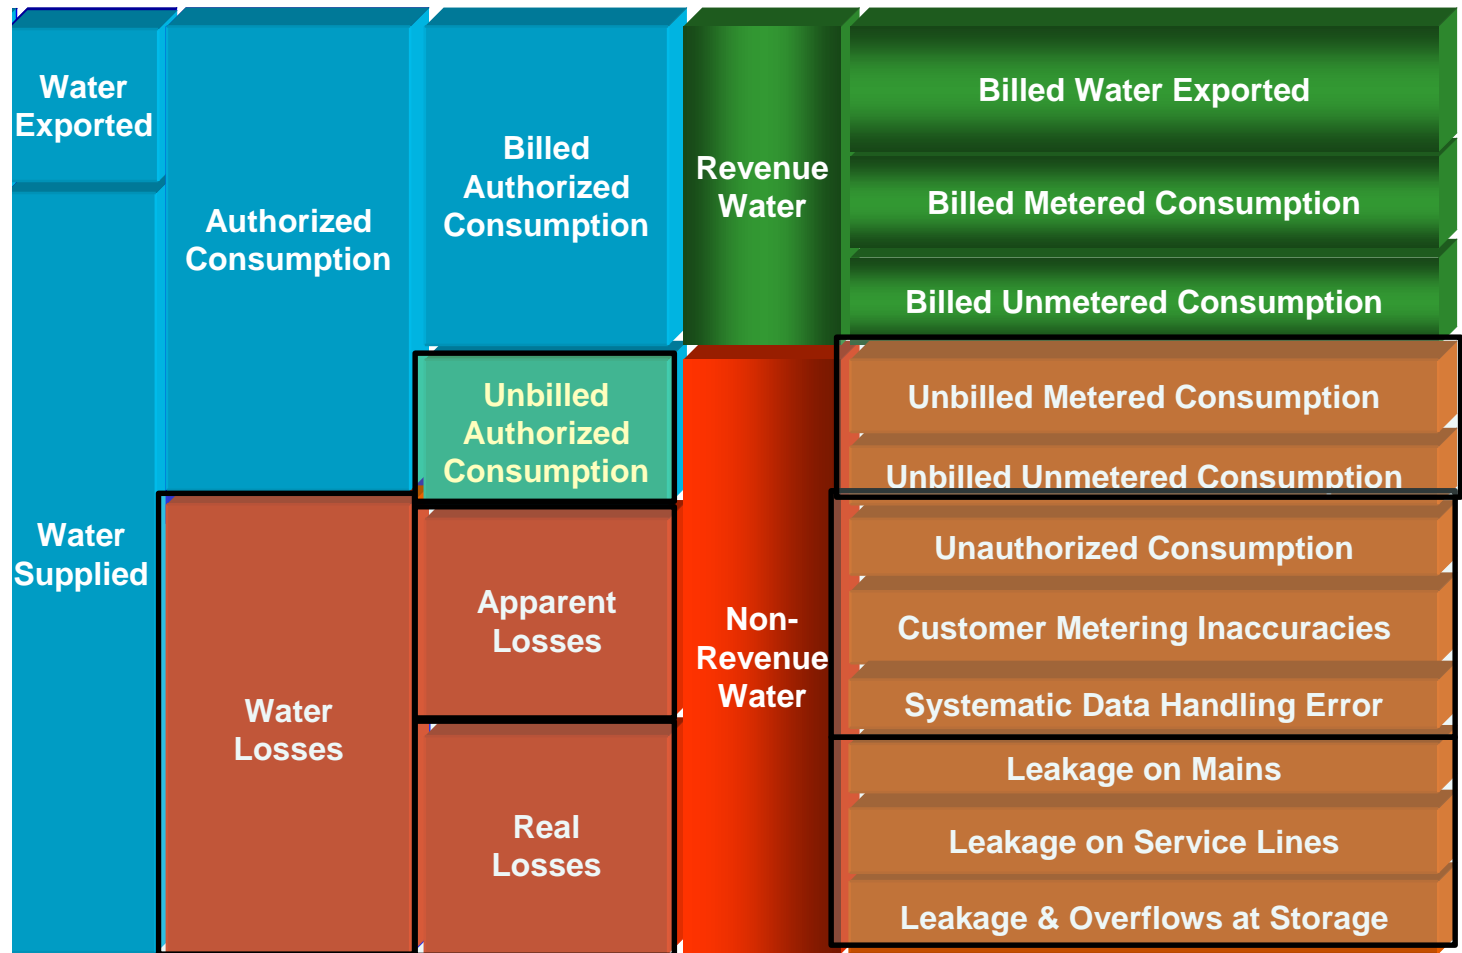 Water
Exported
Water
Supplied
Authorized
Consumption
Water
Losses
Billed
Authorized
Consumption
Unbilled
Authorized
Consumption
Apparent
Losses
Real
Losses
Revenue
Water
Non-
Revenue
Water
Billed Water Exported
Billed Metered Consumption
Billed Unmetered Consumption
Unbilled Metered Consumption
Unbilled Unmetered Consumption
Unauthorized Consumption
Customer Metering Inaccuracies
Systematic Data Handling Error
Leakage on Mains
Leakage on Service Lines
Leakage & Overflows at Storage